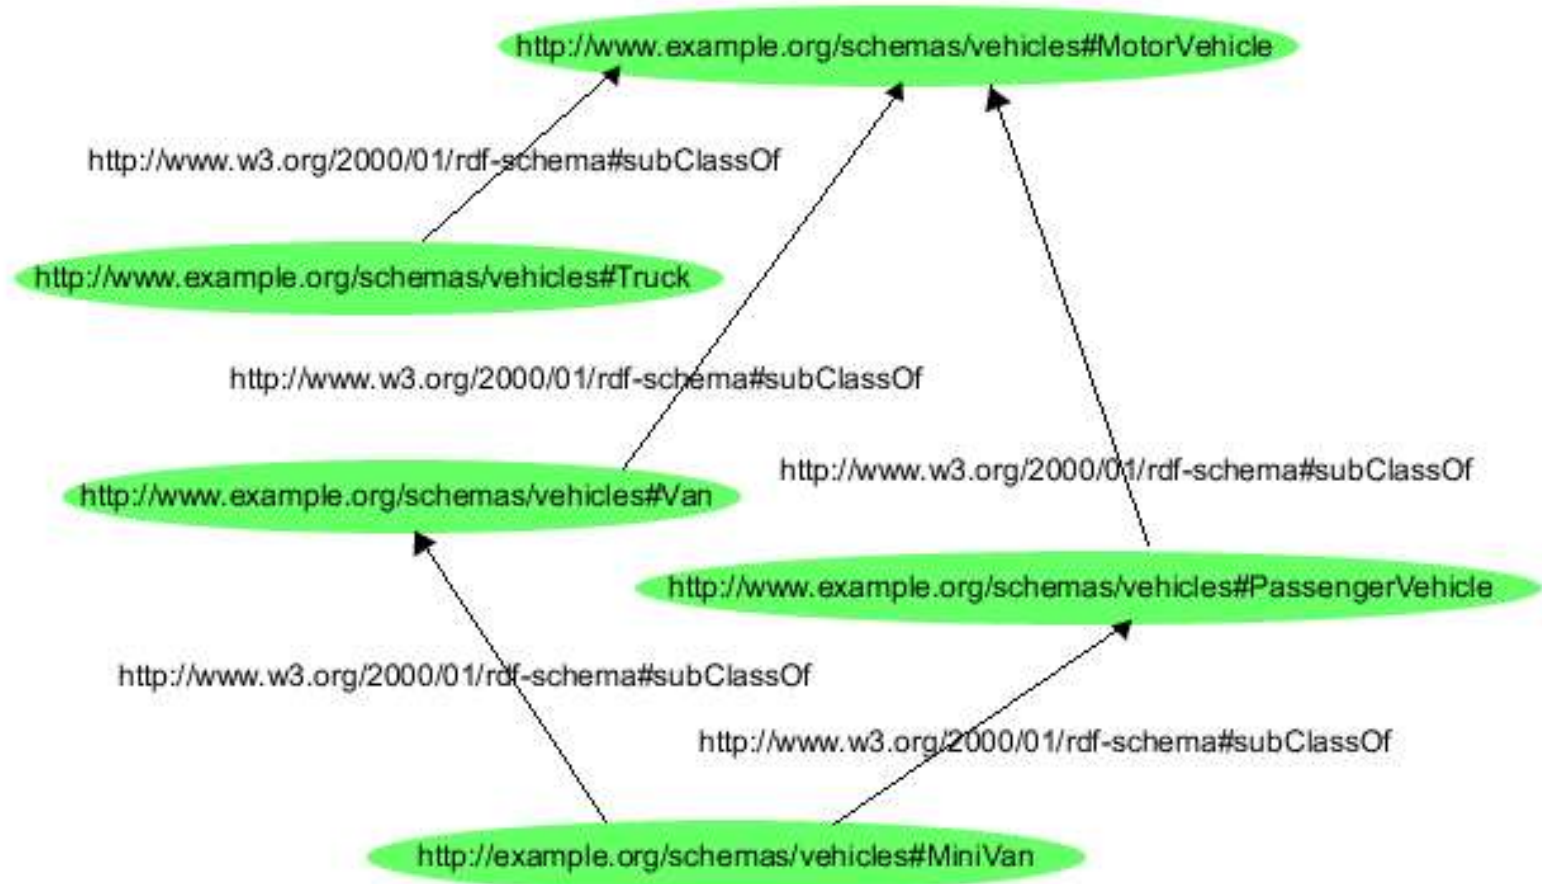 http://www.example.org/schemas/vehicles#MotorVehicle
http://www.w3.org/2000/01/rdf-schema#subClassOf
http://www.example.org/schemas/vehicles#Truck
http://www.w3.org/2000/01/rdf-schema#subClassOf
http://www.w3.org/2000/01/rdf-schema#subClassOf
http://www.example.org/schemas/vehicles#Van
http://www.example.org/schemas/vehicles#PassengerVehicle
http://www.w3.org/2000/01/rdf-schema#subClassOf
http://www.w3.org/2000/01/rdf-schema#subClassOf
http://example.org/schemas/vehicles#MiniVan